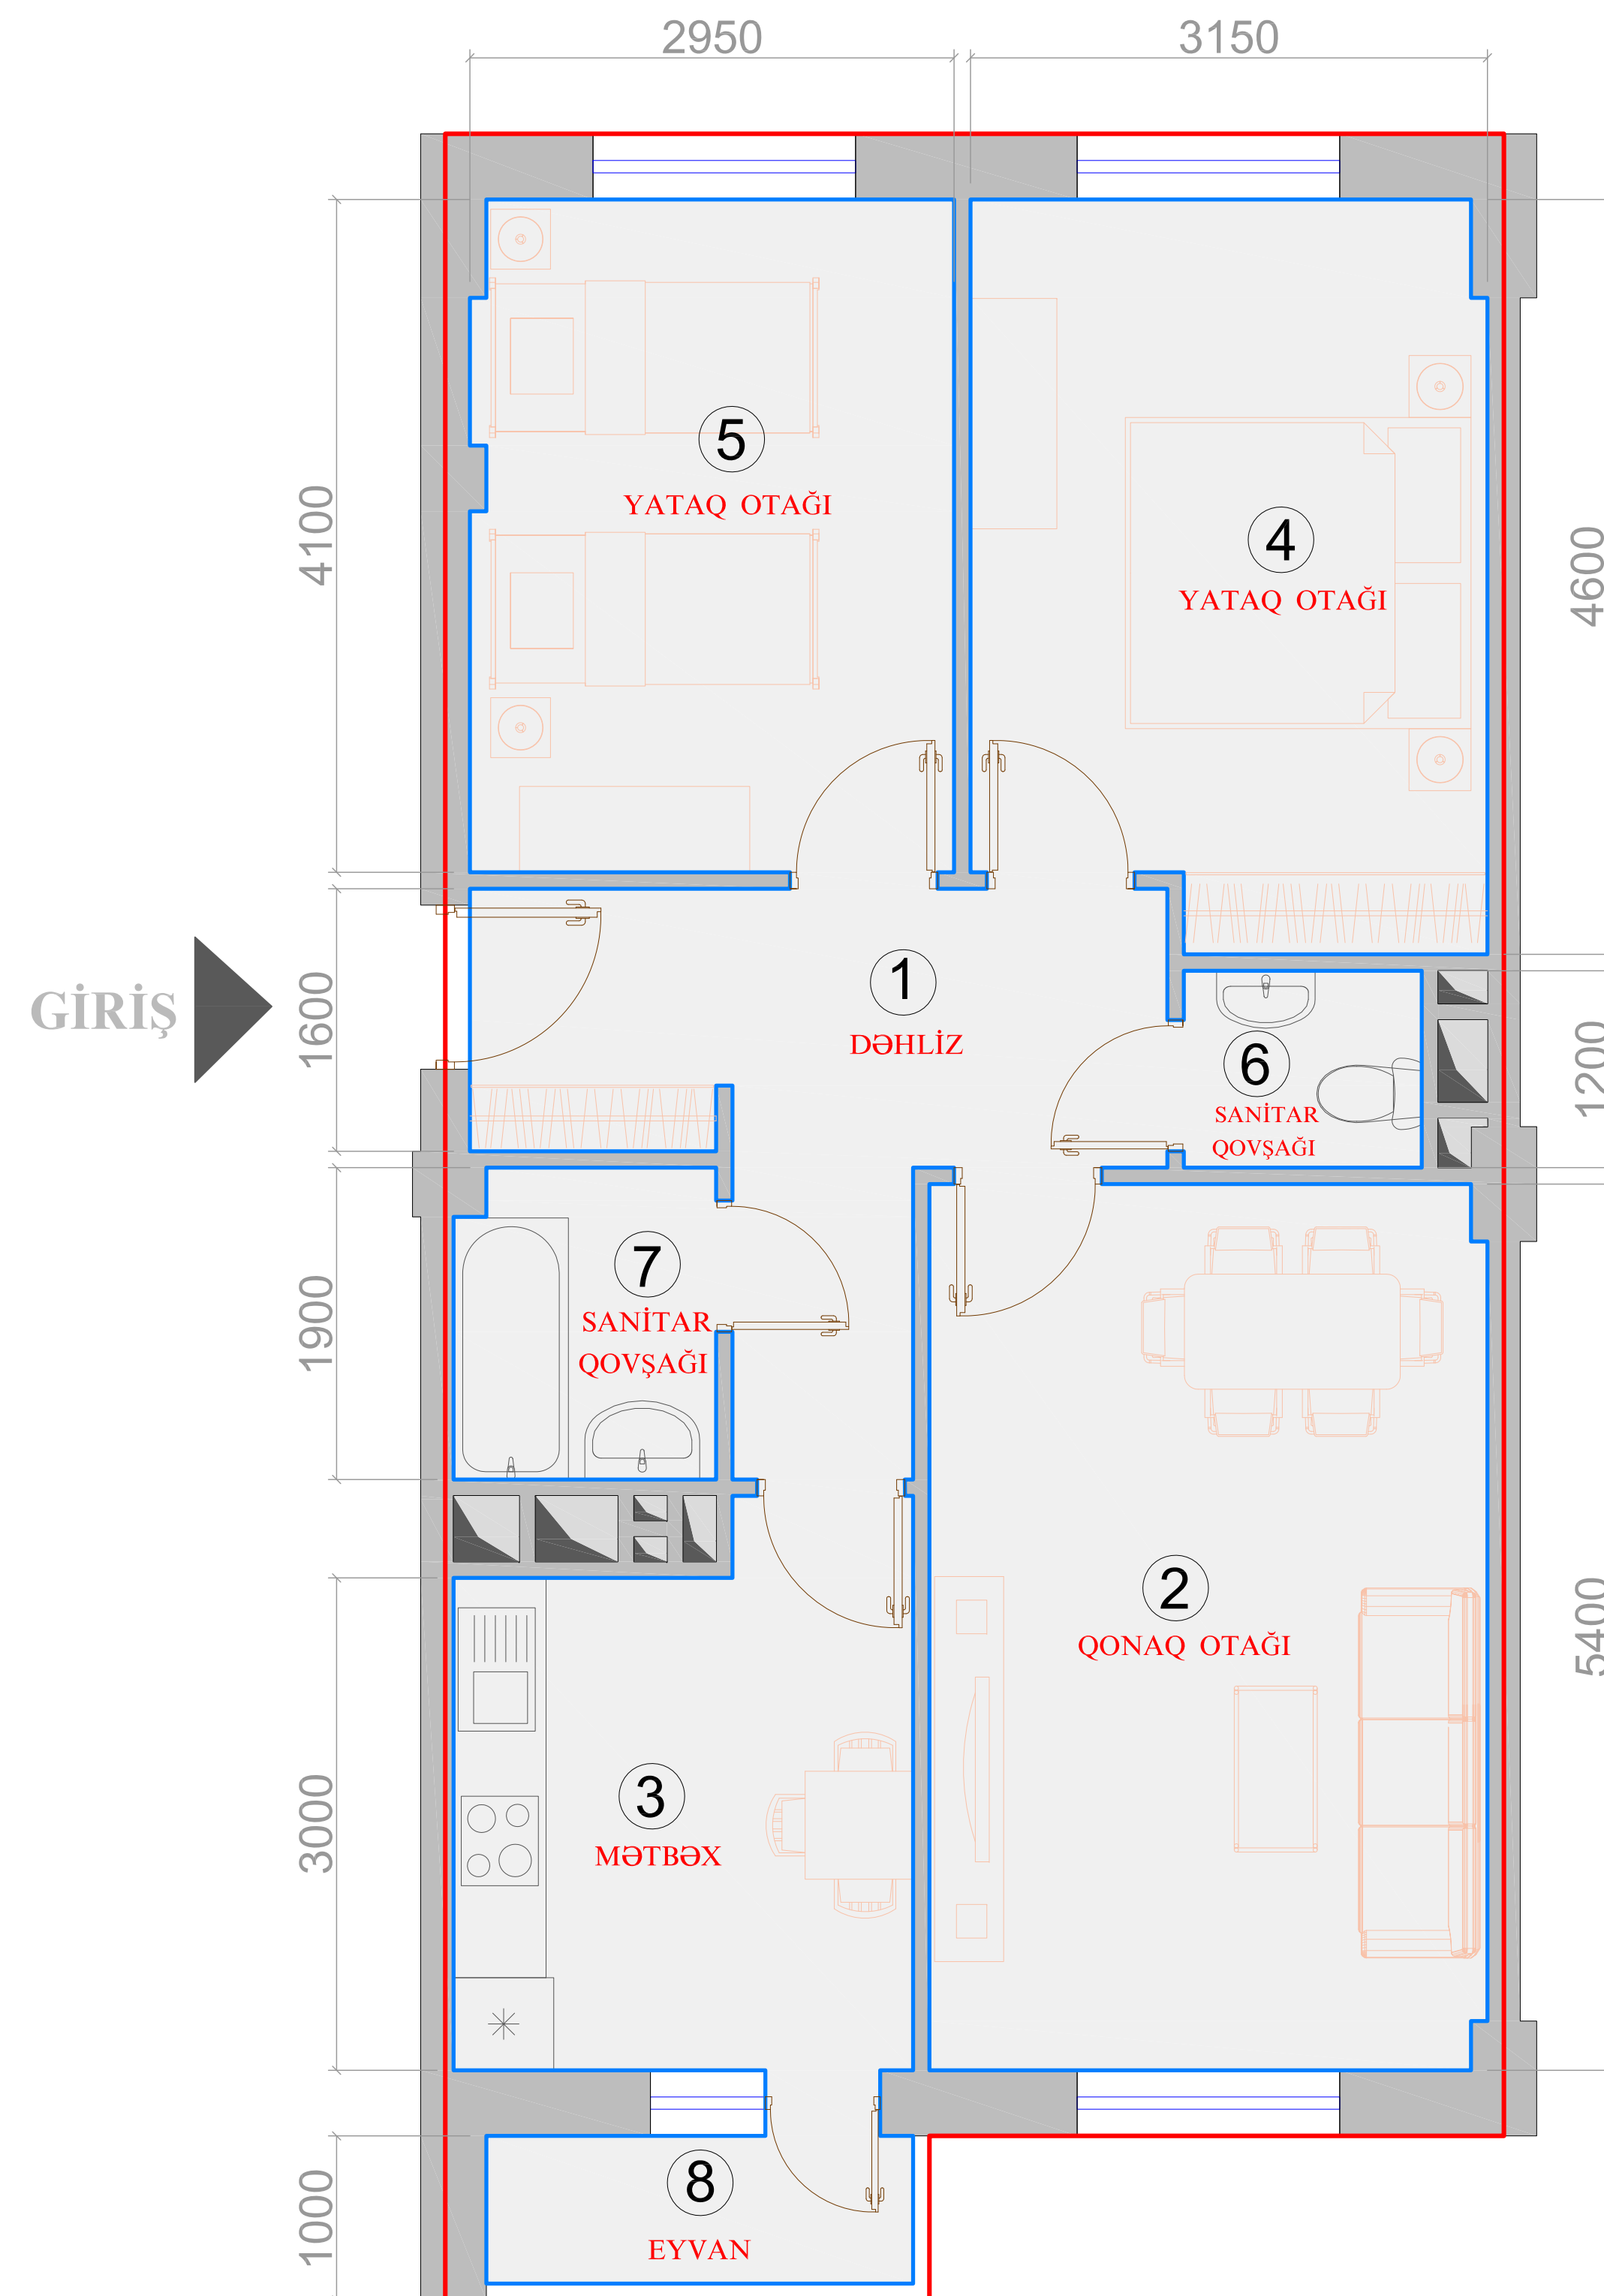 2950
3150
4100
5
YATAQ OTAĞI
4
YATAQ OTAĞI
4600
GİRİŞ
1600
1
DƏHLİZ
6
SANİTAR
QOVŞAĞI
1200
1900
7
SANİTAR
QOVŞAĞI
2
QONAQ OTAĞI
5400
3000
3
MƏTBƏX
1000
8
EYVAN